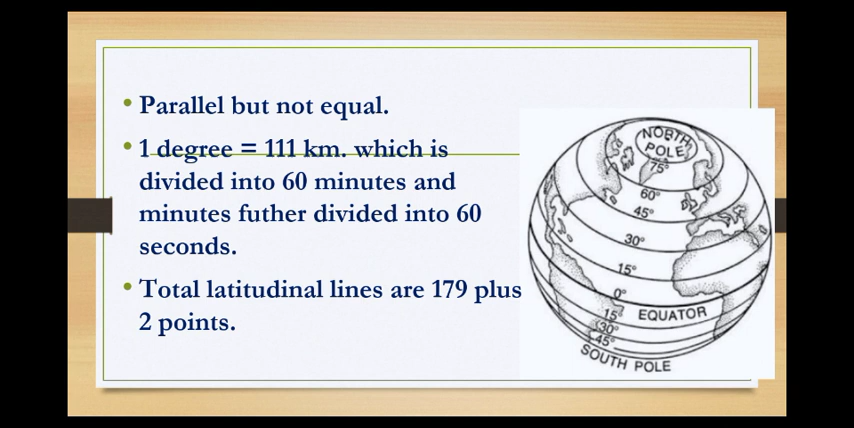 • Parallel but not equal.
• 1 degree = 111 km. which is
divided into 60 minutes and
minutes futher divided into 60
seconds.
• Total latitudinal lines are 179 plus
2 points.
NORTH
POLE
75°
60°
45°
30°
15°
0°
EQUATOR
15°
30°
45°
SOUTH POLE